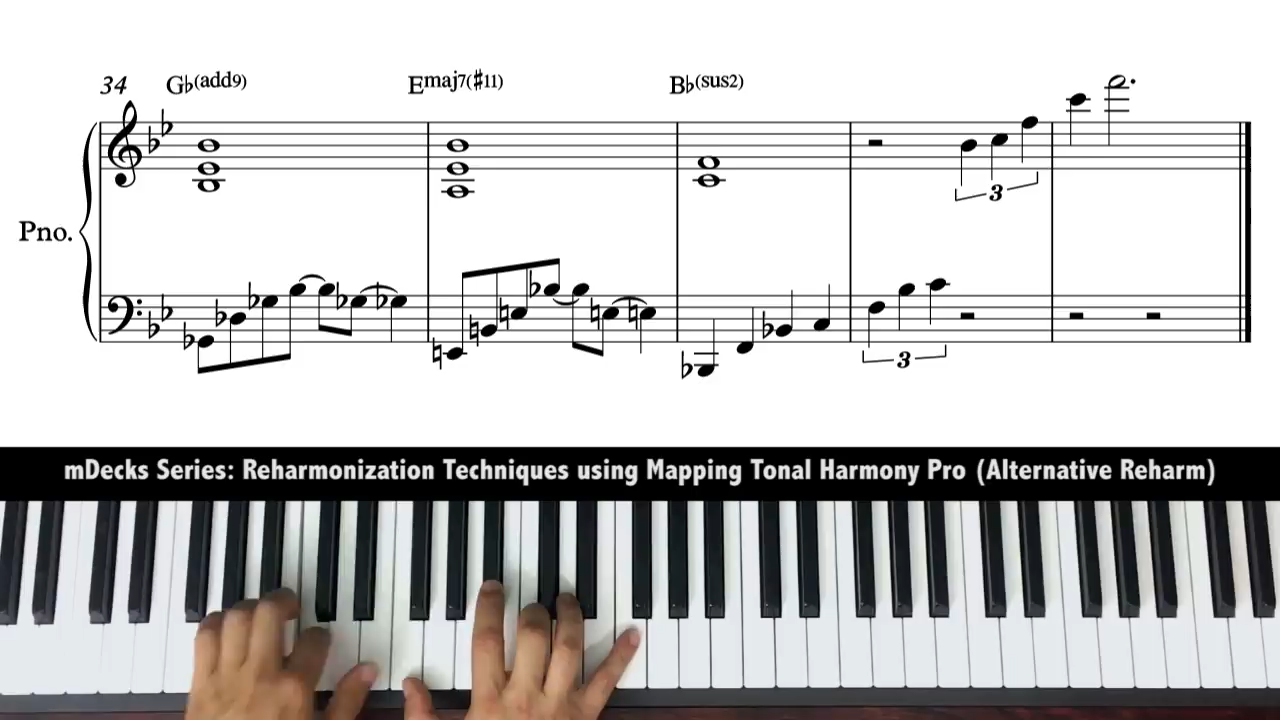 34 G♭(add9) Emaj7(♯11) B♭(sus2)
3
Pno.
3
mDecks Series: Reharmonization Techniques using Mapping Tonal Harmony Pro (Alternative Reharm)